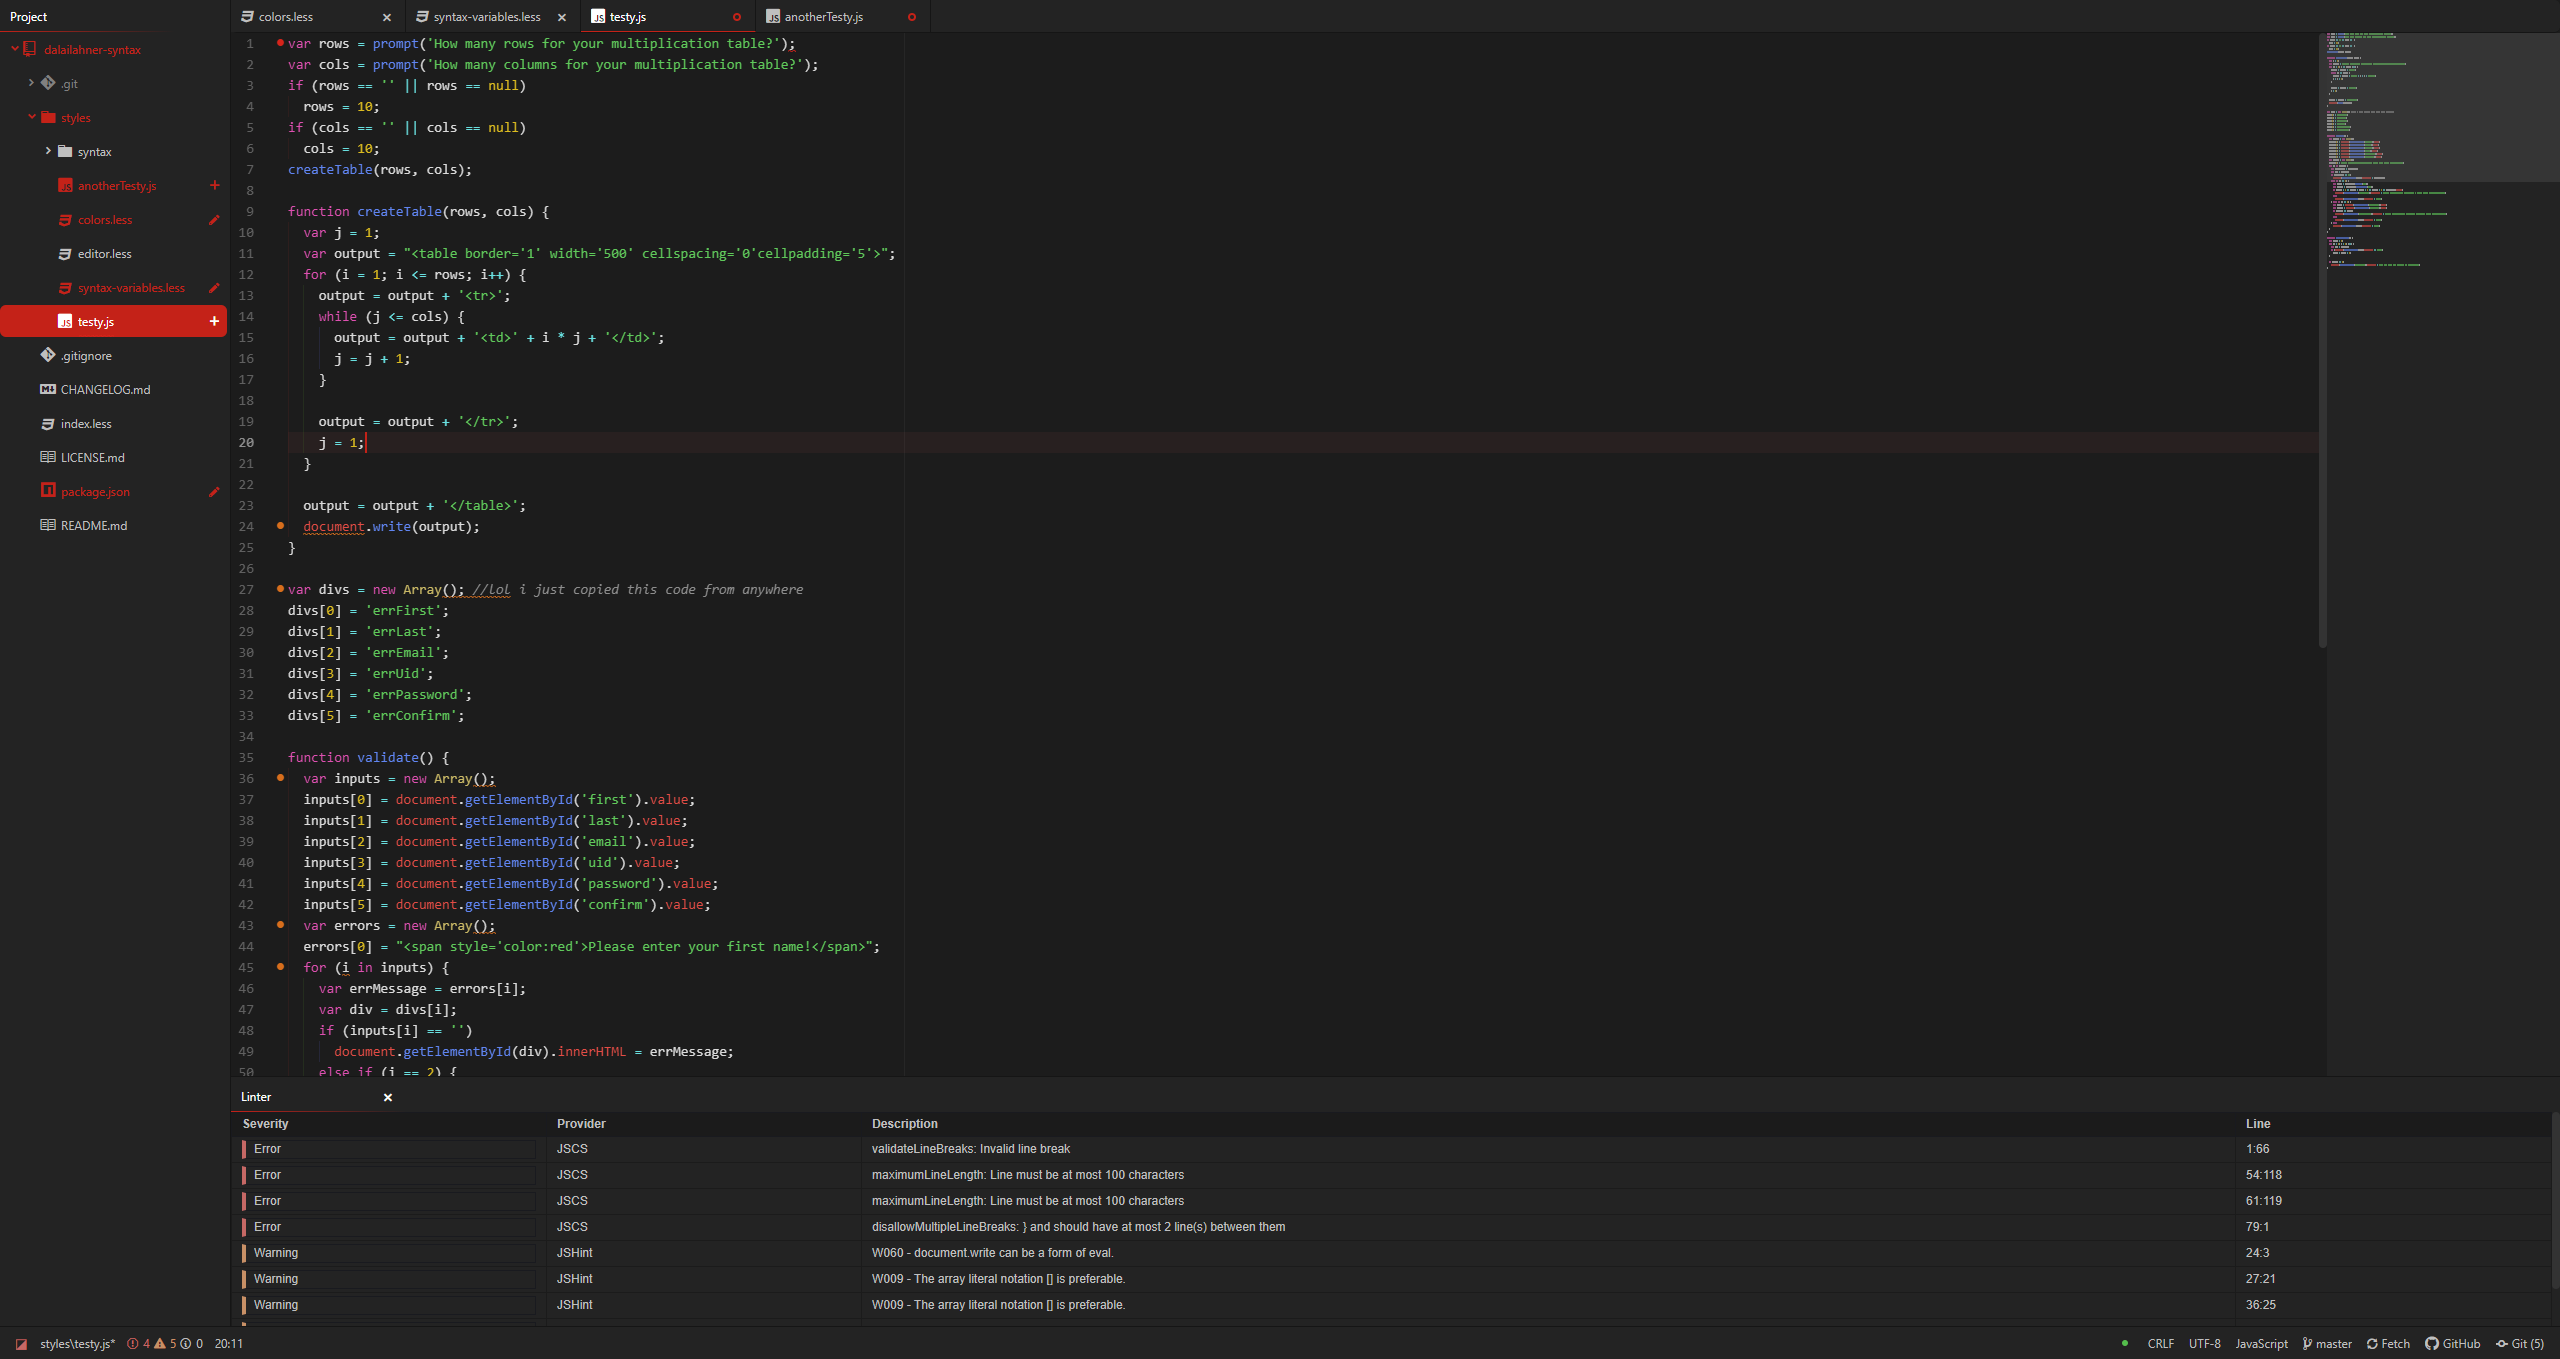 Project
dalailahner-syntax
.git
styles
syntax
anotherTesty.js
colors.less
editor.less
syntax-variables.less
testy.js
.gitignore
CHANGELOG.md
index.less
LICENSE.md
package.json
README.md
colors.less
syntax-variables.less
testy.js
anotherTesty.js
1 var rows = prompt('How many rows for your multiplication table?');
2 var cols = prompt('How many columns for your multiplication table?');
3 if (rows == '' || rows == null)
4 rows = 10;
5 if (cols == '' || cols == null)
6 cols = 10;
7 createTable(rows, cols);
8
9 function createTable(rows, cols) {
10 var j = 1;
11 var output = "<table border='1' width='500' cellspacing='0'cellpadding='5'>";
12 for (i = 1; i <= rows; i++) {
13 output = output + '<tr>';
14 while (j <= cols) {
15 output = output + '<td>' + i * j + '</td>';
16 j = j + 1;
17 }
18
19 output = output + '</tr>';
20 j = 1;
21 }
22
23 output = output + '</table>';
24 document.write(output);
25 }
26
27 var divs = new Array(); //lol i just copied this code from anywhere
28 divs[0] = 'errFirst';
29 divs[1] = 'errLast';
30 divs[2] = 'errEmail';
31 divs[3] = 'errUid';
32 divs[4] = 'errPassword';
33 divs[5] = 'errConfirm';
34
35 function validate() {
36 var inputs = new Array();
37 inputs[0] = document.getElementById('first').value;
38 inputs[1] = document.getElementById('last').value;
39 inputs[2] = document.getElementById('email').value;
40 inputs[3] = document.getElementById('uid').value;
41 inputs[4] = document.getElementById('password').value;
42 inputs[5] = document.getElementById('confirm').value;
43 var errors = new Array();
44 errors[0] = "<span style='color:red'>Please enter your first name!</span>";
45 for (i in inputs) {
46 var errMessage = errors[i];
47 var div = divs[i];
48 if (inputs[i] == '')
49 document.getElementById(div).innerHTML = errMessage;
50 else if (i == 2) {
Linter
Severity Provider Description Line
Error JSCS validateLineBreaks: Invalid line break 1:66
Error JSCS maximumLineLength: Line must be at most 100 characters 54:118
Error JSCS maximumLineLength: Line must be at most 100 characters 61:119
Error JSCS disallowMultipleLineBreaks: } and should have at most 2 line(s) between them 79:1
Warning JSHint W060 - document.write can be a form of eval. 24:3
Warning JSHint W009 - The array literal notation [] is preferable. 27:21
Warning JSHint W009 - The array literal notation [] is preferable. 36:25
styles\testy.js* 4 5 0 20:11 CRLF UTF-8 JavaScript master Fetch GitHub Git (5)